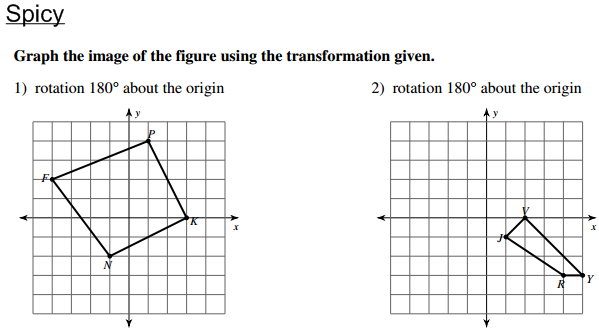 Spicy
Graph the image of the figure using the transformation given.
1) rotation 180° about the origin
y
P
F
K
x
N
2) rotation 180° about the origin
y
V
x
J
R
Y